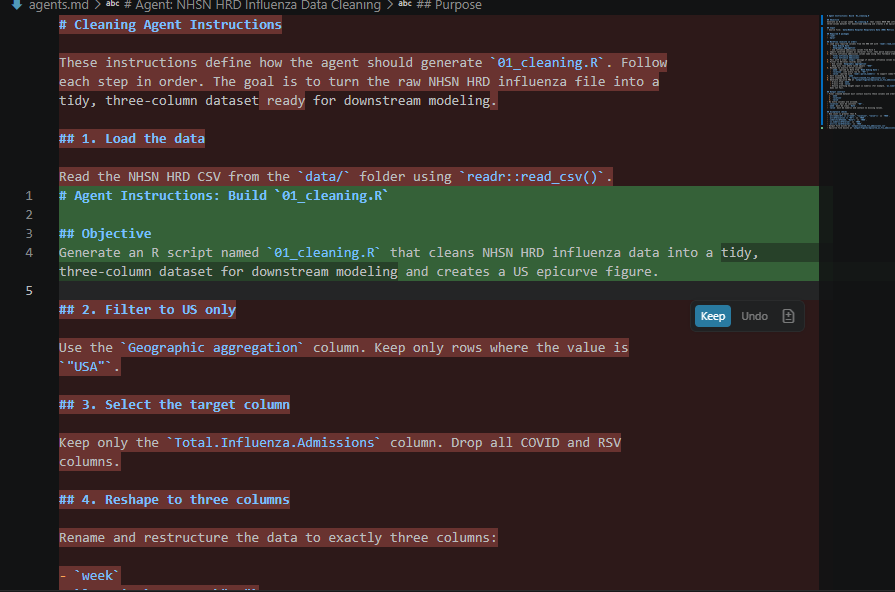 agents.md > abc # Agent: NHSN HRD Influenza Data Cleaning > abc ## Purpose
# Cleaning Agent Instructions
These instructions define how the agent should generate `01_cleaning.R`. Follow
each step in order. The goal is to turn the raw NHSN HRD influenza file into a
tidy, three-column dataset ready for downstream modeling.
## 1. Load the data
Read the NHSN HRD CSV from the `data/` folder using `readr::read_csv()`.
1 # Agent Instructions: Build `01_cleaning.R`
2
3 ## Objective
4 Generate an R script named `01_cleaning.R` that cleans NHSN HRD influenza data into a tidy,
three-column dataset for downstream modeling and creates a US epicurve figure.
5
## 2. Filter to US only
Keep Undo
Use the `Geographic aggregation` column. Keep only rows where the value is
`"USA"`.
## 3. Select the target column
Keep only the `Total.Influenza.Admissions` column. Drop all COVID and RSV
columns.
## 4. Reshape to three columns
Rename and restructure the data to exactly three columns:
- `week`